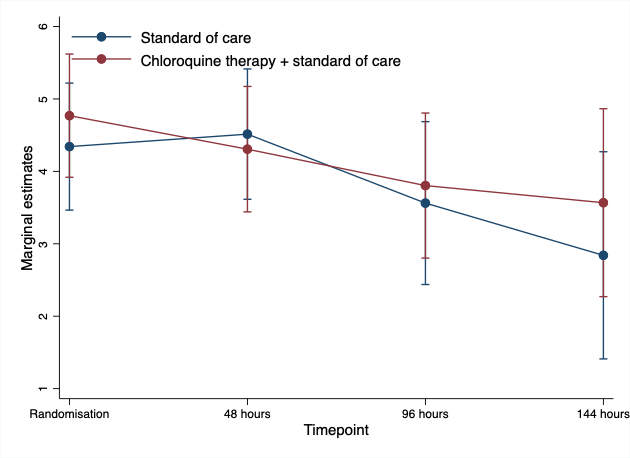 Standard of care
Chloroquine therapy + standard of care
Marginal estimates
6
5
4
3
2
1
Randomisation
48 hours
96 hours
144 hours
Timepoint